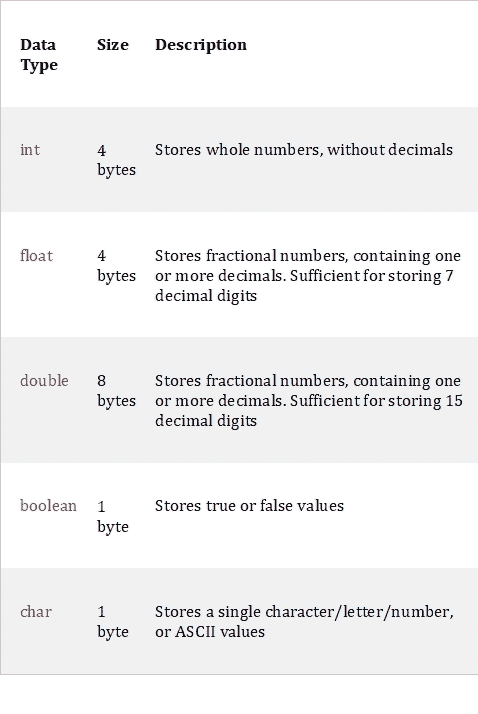 Data Type Size Description
int 4 bytes Stores whole numbers, without decimals
float 4 bytes Stores fractional numbers, containing one
or more decimals. Sufficient for storing 7
decimal digits
double 8 bytes Stores fractional numbers, containing one
or more decimals. Sufficient for storing 15
decimal digits
boolean 1 byte Stores true or false values
char 1 byte Stores a single character/letter/number,
or ASCII values